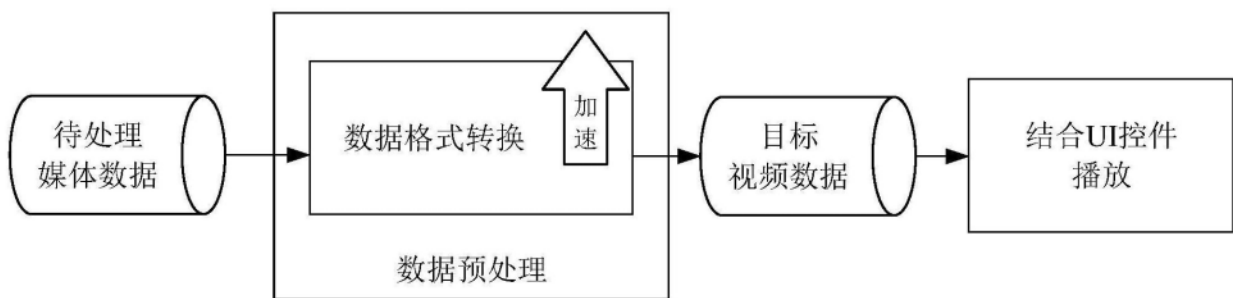 待处理
媒体数据
数据格式转换
加
速
数据预处理
目标
视频数据
结合UI控件
播放